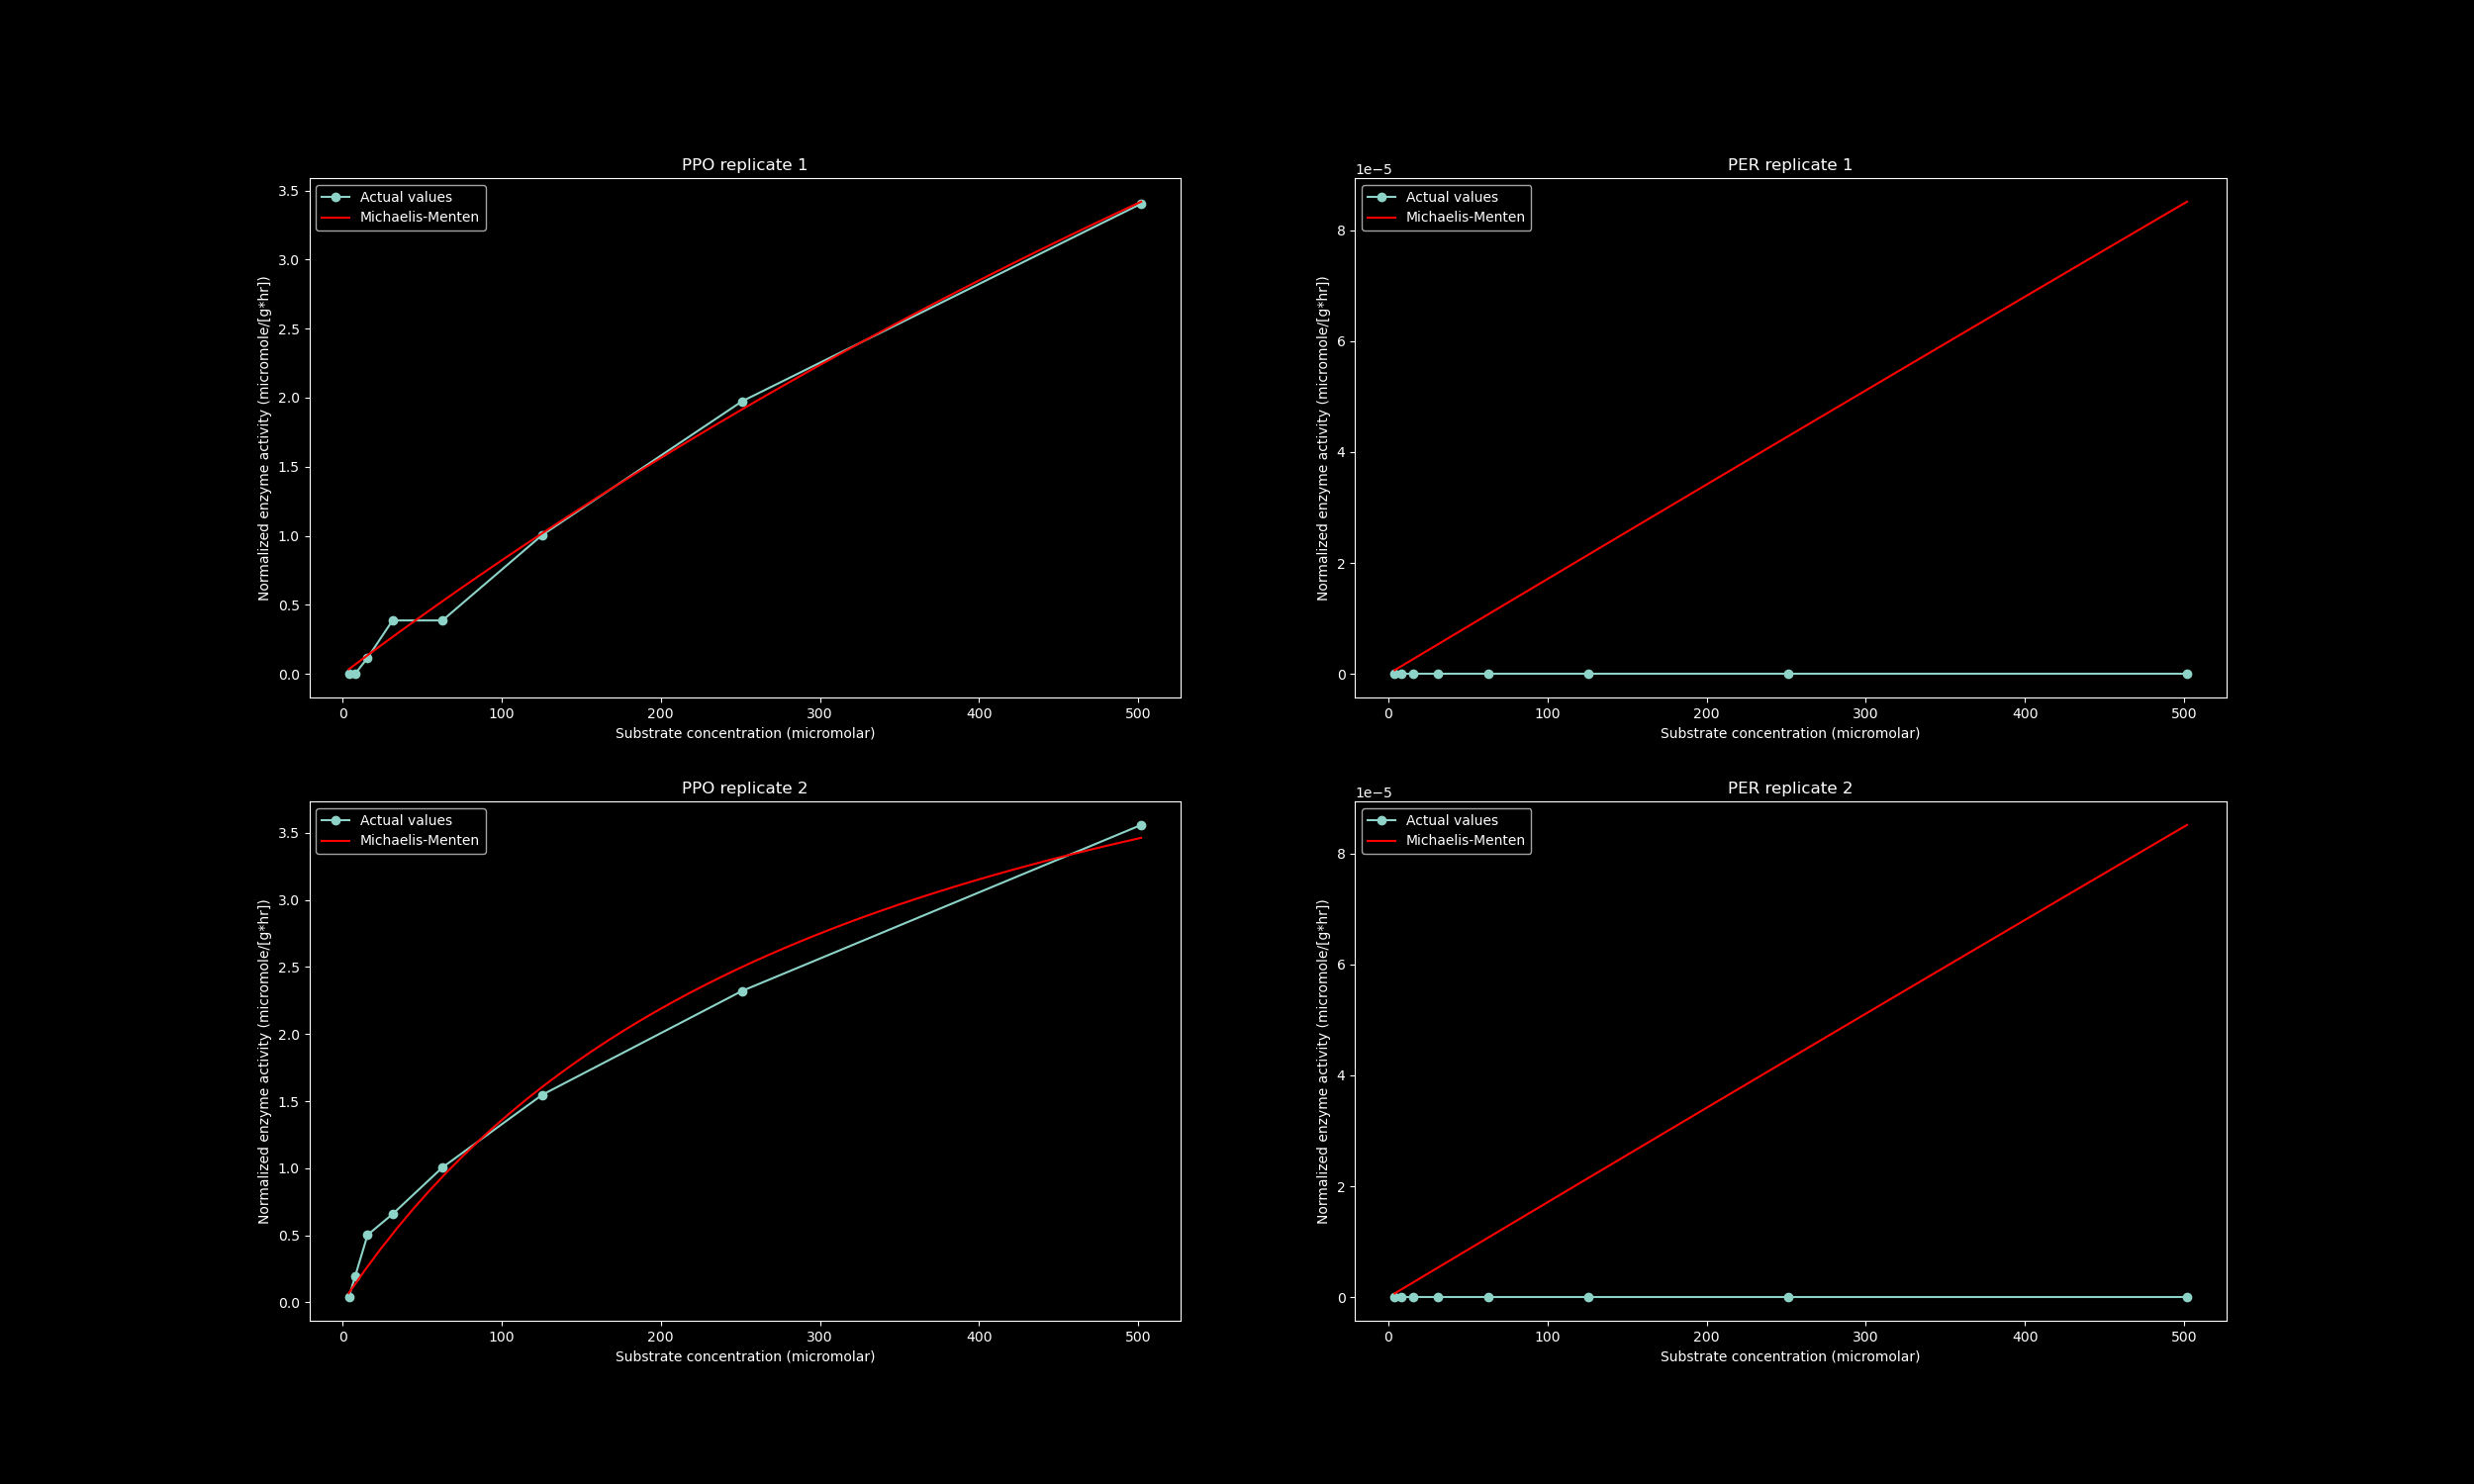 PPO replicate 1
Actual values
Michaelis-Menten
Normalized enzyme activity (micromole/[g*hr])
3.5
3.0
2.5
2.0
1.5
1.0
0.5
0.0
0 100 200 300 400 500
Substrate concentration (micromolar)
PER replicate 1
1e−5
Actual values
Michaelis-Menten
Normalized enzyme activity (micromole/[g*hr])
8
6
4
2
0
0 100 200 300 400 500
Substrate concentration (micromolar)
PPO replicate 2
Actual values
Michaelis-Menten
Normalized enzyme activity (micromole/[g*hr])
3.5
3.0
2.5
2.0
1.5
1.0
0.5
0.0
0 100 200 300 400 500
Substrate concentration (micromolar)
PER replicate 2
1e−5
Actual values
Michaelis-Menten
Normalized enzyme activity (micromole/[g*hr])
8
6
4
2
0
0 100 200 300 400 500
Substrate concentration (micromolar)